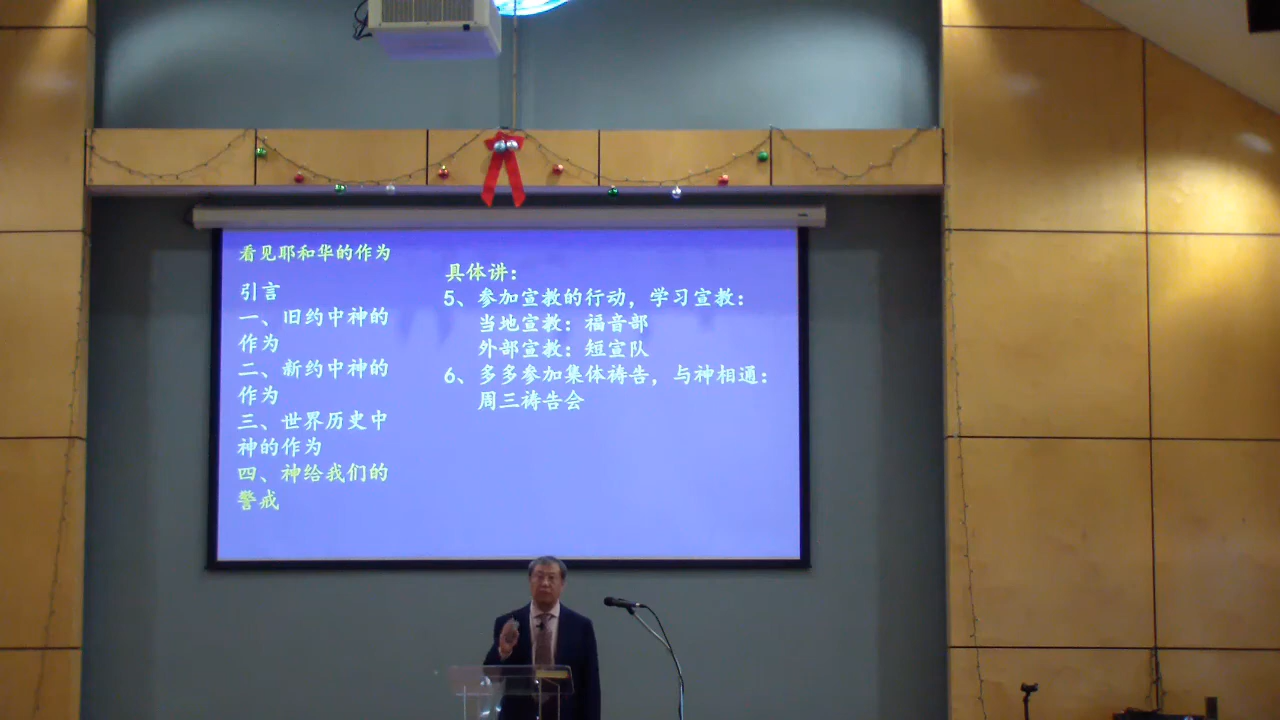 看见耶和华的作为
引言
一、旧约中神的
作为
二、新约中神的
作为
三、世界历史中
神的作为
四、神给我们的
警戒
具体讲：
5、参加宣教的行动，学习宣教：
当地宣教：福音部
外部宣教：短宣队
6、多多参加集体祷告，与神相通：
周三祷告会